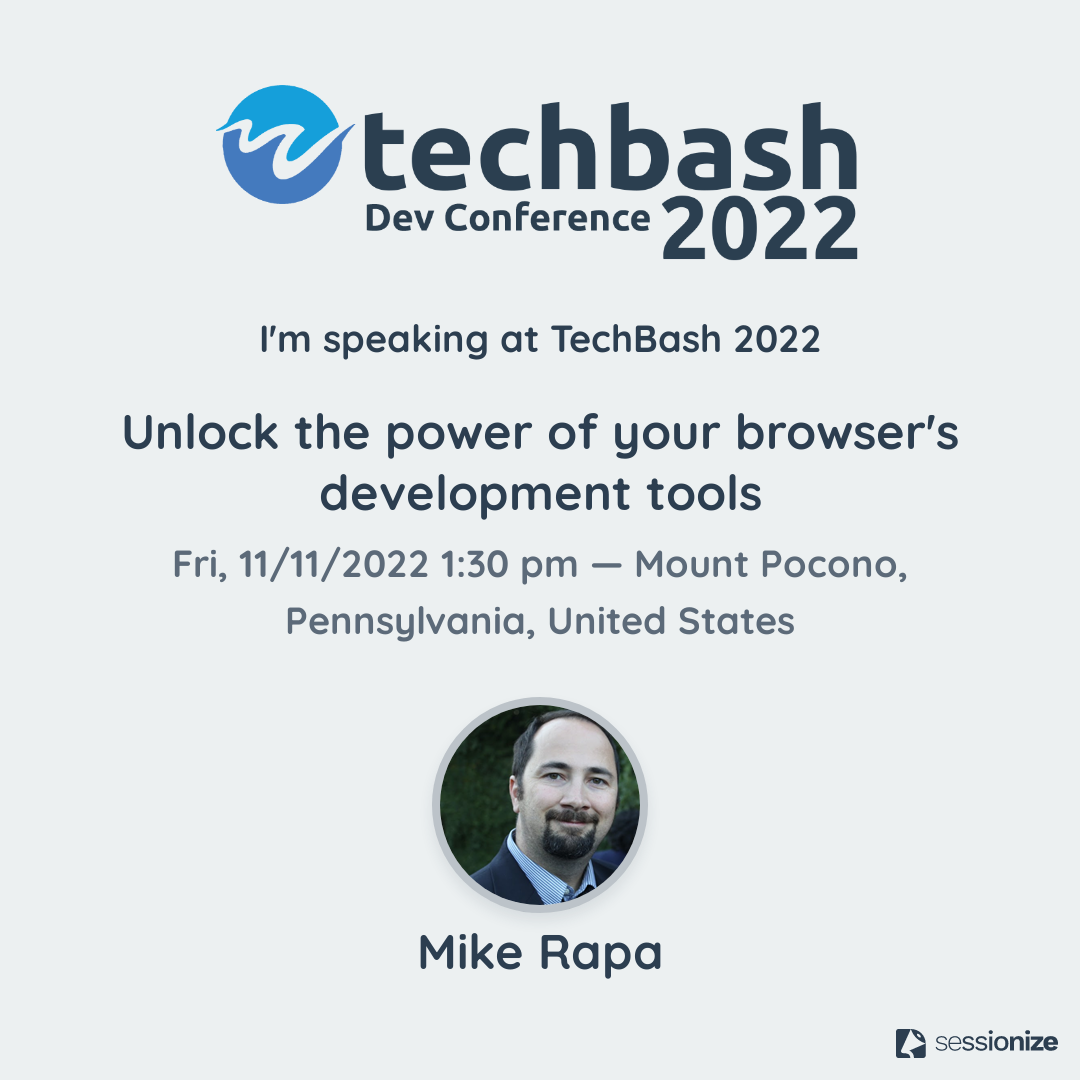 techbash
Dev Conference 2022
I'm speaking at TechBash 2022
Unlock the power of your browser's
development tools
Fri, 11/11/2022 1:30 pm — Mount Pocono,
Pennsylvania, United States
Mike Rapa
sessionize